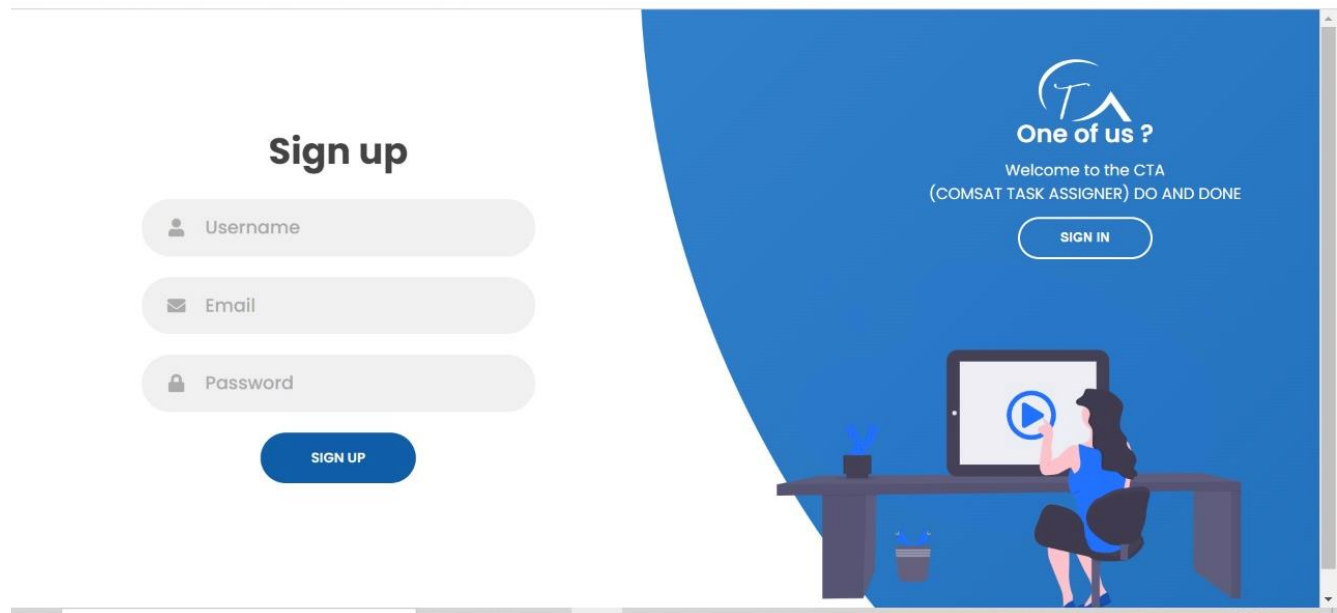 Sign up
Username
Email
Password
SIGN UP
CTA
One of us ?
Welcome to the CTA
(COMSAT TASK ASSIGNER) DO AND DONE
SIGN IN